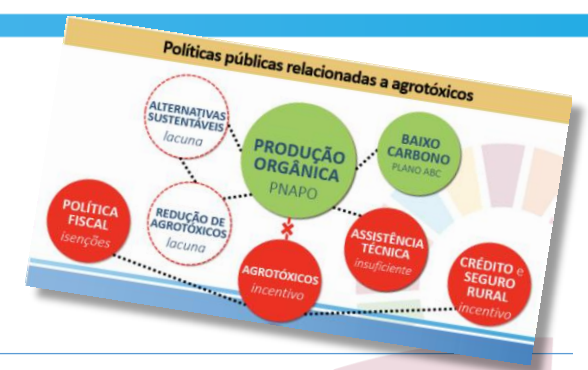 Políticas públicas relacionadas a agrotóxicos
ALTERNATIVAS
SUSTENTÁVEIS
lacuna
PRODUÇÃO
ORGÂNICA
PNAPO
BAIXO
CARBONO
PLANO ABC
POLÍTICA
FISCAL
isenções
REDUÇÃO DE
AGROTÓXICOS
lacuna
AGROTÓXICOS
incentivo
ASSISTÊNCIA
TÉCNICA
insuficiente
CRÉDITO e
SEGURO
RURAL
incentivo